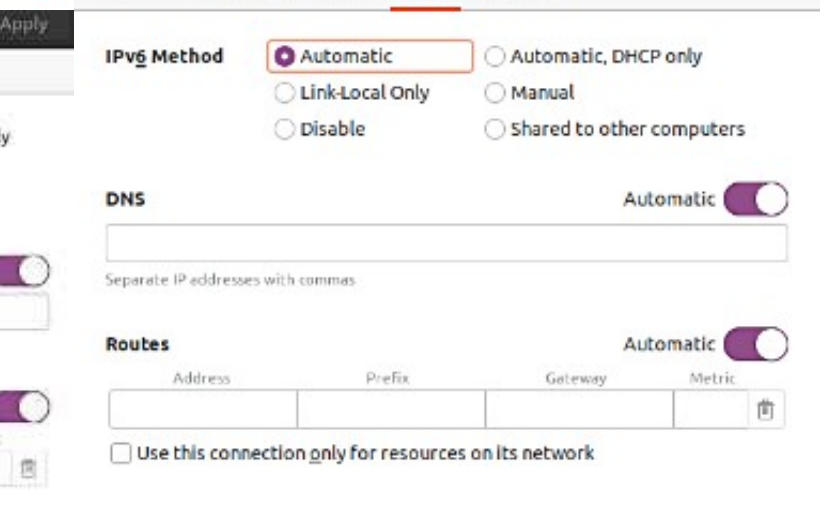 Apply
IPv6 Method Automatic Automatic, DHCP only
Link-Local Only Manual
Disable Shared to other computers
DNS Automatic
Separate IP addresses with commas
Routes Automatic
Address Prefix Gateway Metric
Use this connection only for resources on its network